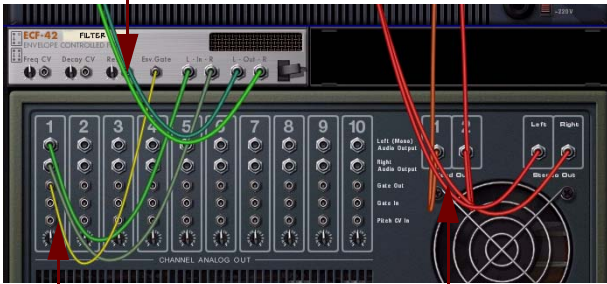 ~220V
ECF-42 FILTER
ENVELOPE CONTROLLED F
Freq CV Decay CV Re Env.Gate L - In - R L - Out - R
1 2 3 4 5 6 7 8 9 10
Left (Mono) Audio Output
Right Audio Output
Gate Out
Gate In
Pitch CV In
1 2 Left Right
Stereo Out
CHANNEL ANALOG OUT